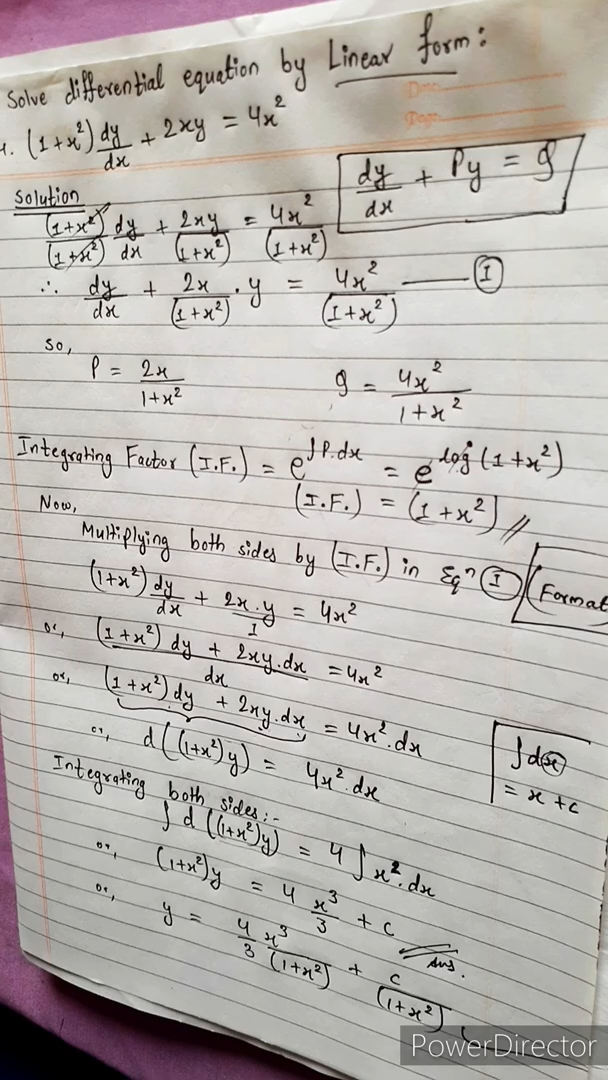 Date:
Page:
Solve differential equation by Linear form:
1. (1+x²) dy/dx + 2xy = 4x²
dy/dx + Py = Q
Solution
(1+x²)/(1+x²) dy/dx + 2xy/(1+x²) = 4x²/(1+x²)
∴ dy/dx + 2x/(1+x²) . y = 4x²/(1+x²) —— (I)
So,
P = 2x/1+x²   Q = 4x²/1+x²
Integrating Factor (I.F.) = e^∫P.dx = e^log(1+x²)
(I.F.) = (1+x²) //
Now,
Multiplying both sides by (I.F.) in Eqⁿ (I)
(Format
(1+x²) dy/dx + 2x.y/1 = 4x²
or, (1+x²) dy + 2xy.dx/dx = 4x²
or, (1+x²) dy + 2xy.dx = 4x².dx
or, d((1+x²)y) = 4x².dx
∫d(x) = x + c
Integrating both sides:-
∫d((1+x²)y) = 4∫x².dx
or, (1+x²)y = 4 x³/3 + c
or, y = 4/3 x³/(1+x²) + c/(1+x²)
Ans.
PowerDirector